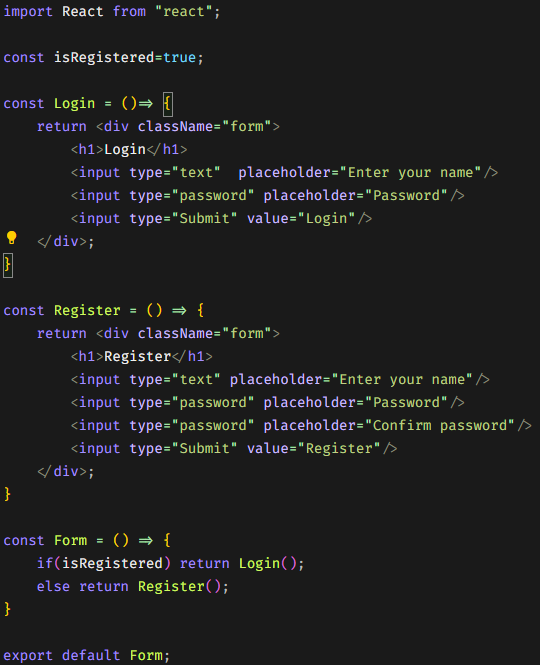 import React from "react";
const isRegistered=true;
const Login = ()=> {
return <div className="form">
<h1>Login</h1>
<input type="text"  placeholder="Enter your name"/>
<input type="password" placeholder="Password"/>
<input type="Submit" value="Login"/>
</div>;
}
const Register = () => {
return <div className="form">
<h1>Register</h1>
<input type="text" placeholder="Enter your name"/>
<input type="password" placeholder="Password"/>
<input type="password" placeholder="Confirm password"/>
<input type="Submit" value="Register"/>
</div>;
}
const Form = () => {
if(isRegistered) return Login();
else return Register();
}
export default Form;